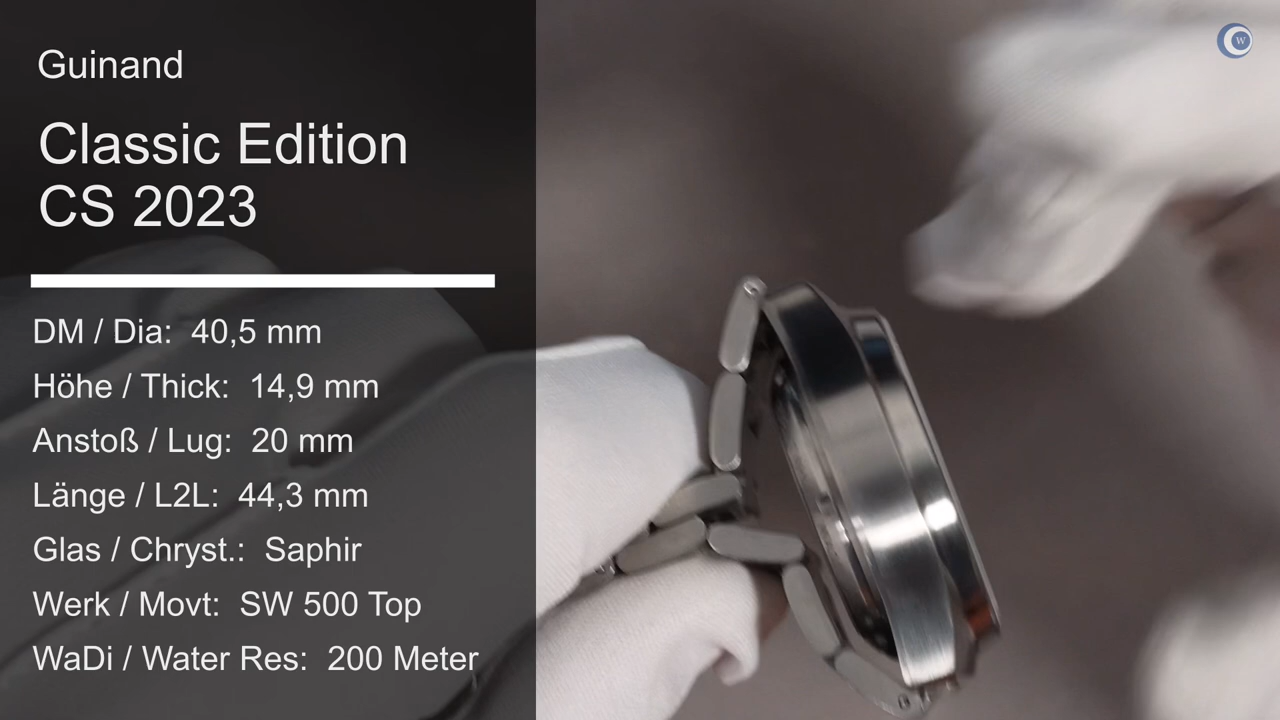 Guinand
Classic Edition
CS 2023
DM / Dia: 40,5 mm
Höhe / Thick: 14,9 mm
Anstoß / Lug: 20 mm
Länge / L2L: 44,3 mm
Glas / Chryst.: Saphir
Werk / Movt: SW 500 Top
WaDi / Water Res: 200 Meter
W